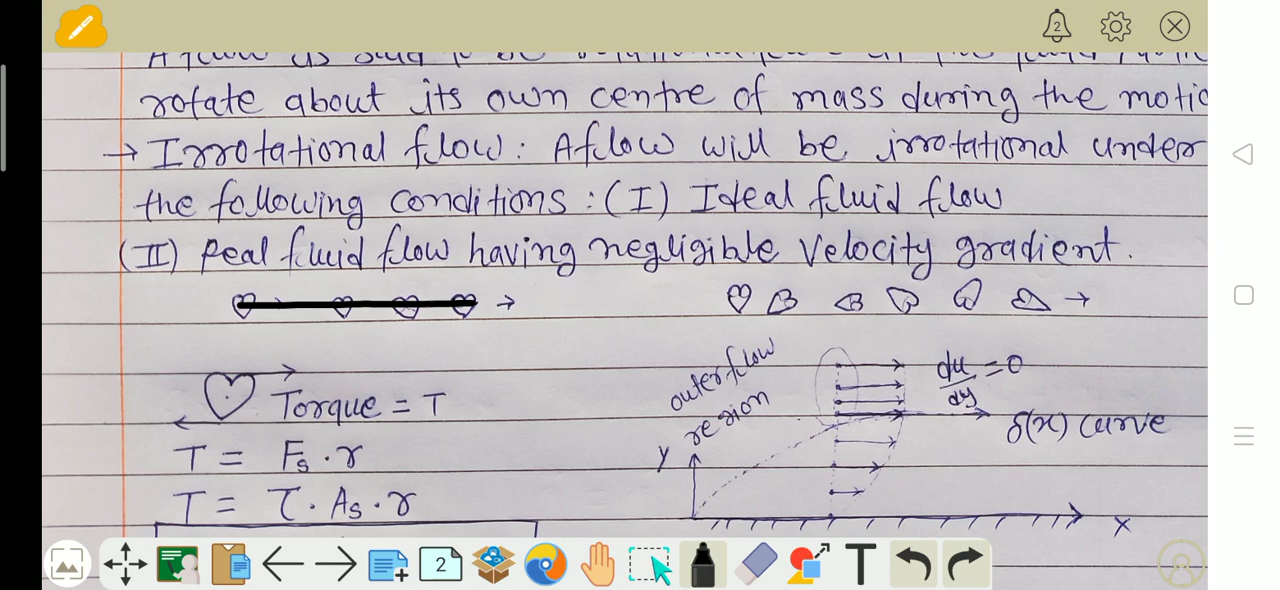 2
rotate about its own centre of mass during the motio
→ Irrotational flow: A flow will be irrotational under
the following conditions: (I) Ideal fluid flow
(II) Real fluid flow having negligible velocity gradient.
outer flow
region
du/dy = 0
Torque = T
δ(x) curve
T = Fs · r
y
T = τ · As · r
x
2
T